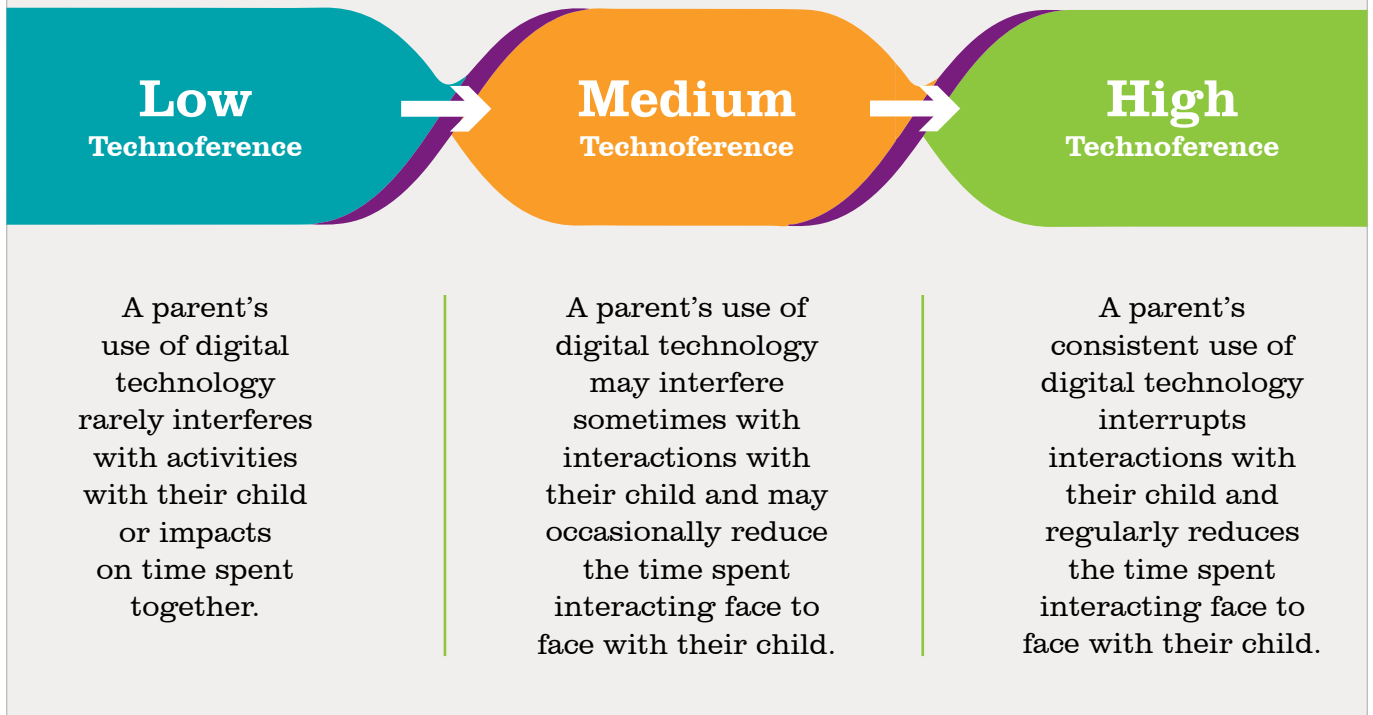 Low
Technoference
Medium
Technoference
High
Technoference
A parent’s
use of digital
technology
rarely interferes
with activities
with their child
or impacts
on time spent
together.
A parent’s use of
digital technology
may interfere
sometimes with
interactions with
their child and may
occasionally reduce
the time spent
interacting face to
face with their child.
A parent’s
consistent use of
digital technology
interrupts
interactions with
their child and
regularly reduces
the time spent
interacting face to
face with their child.